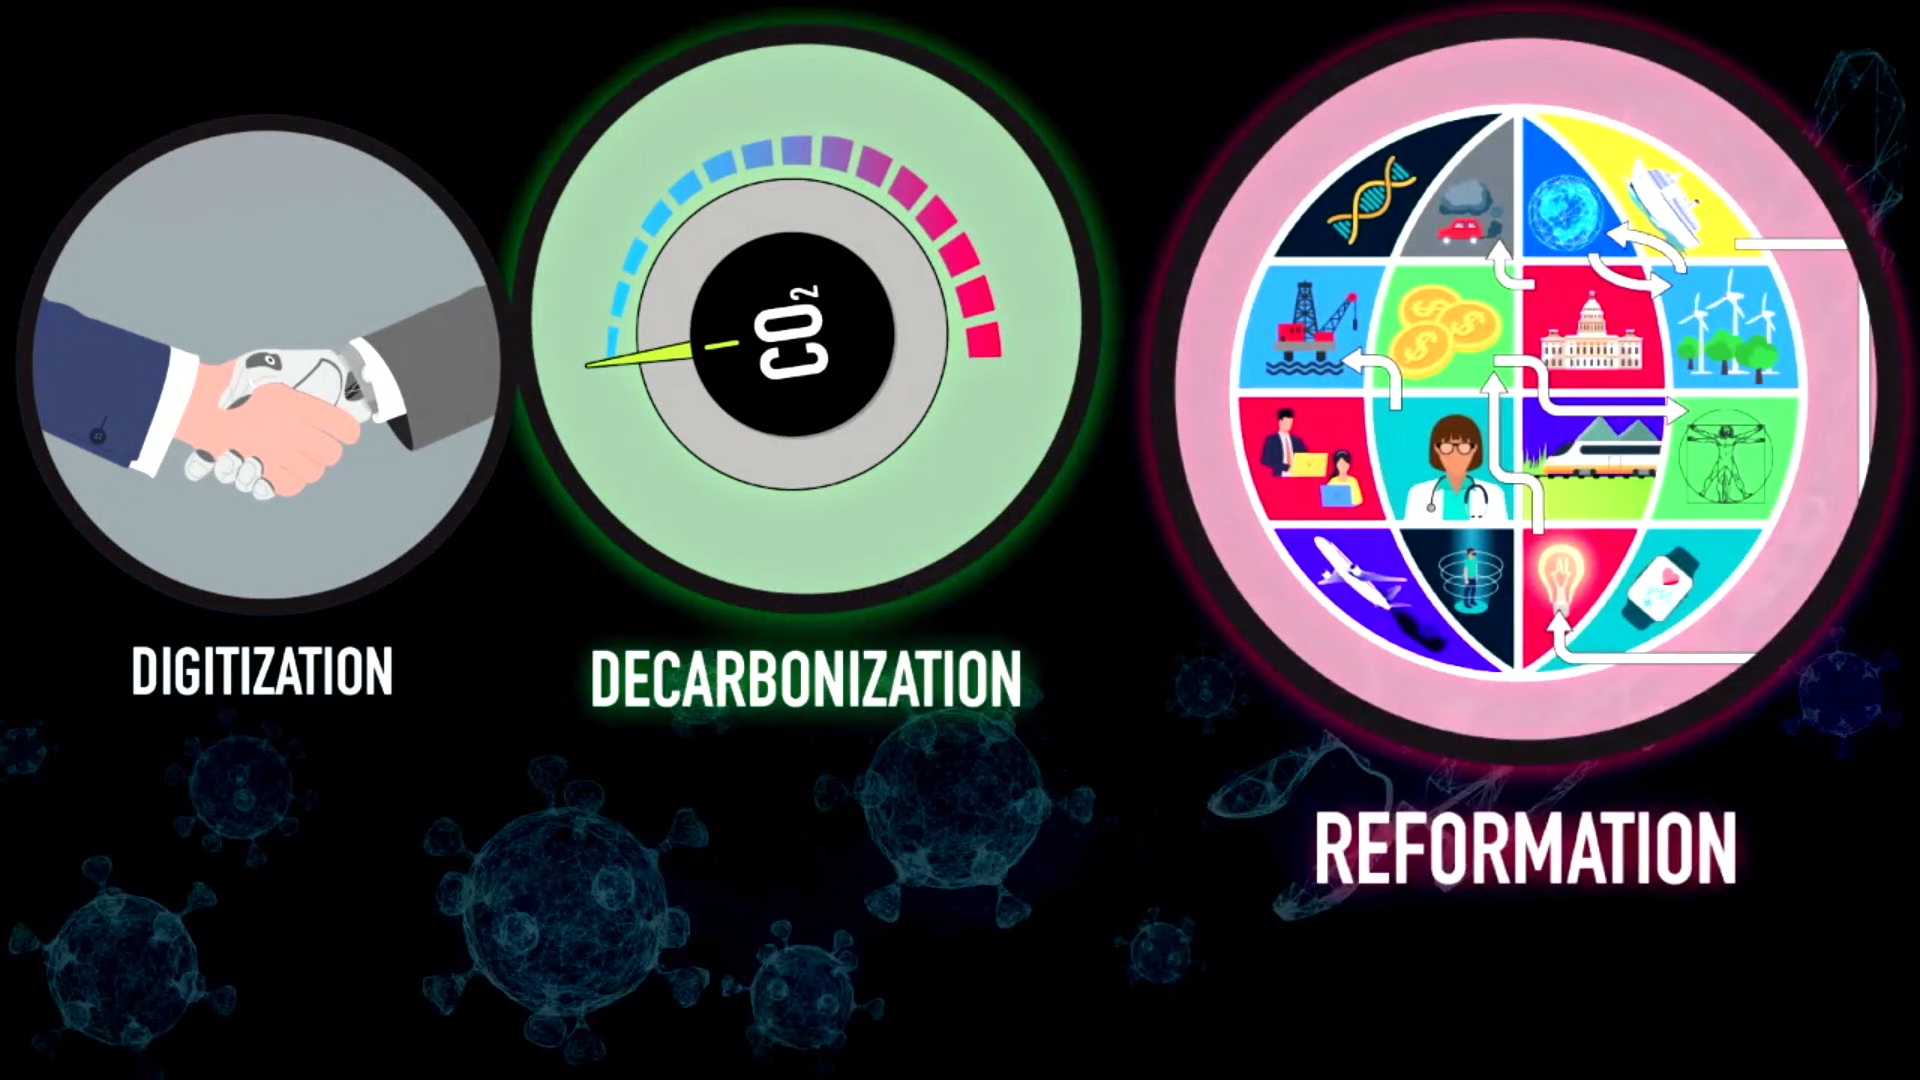 CO₂
AI
DIGITIZATION
DECARBONIZATION
REFORMATION